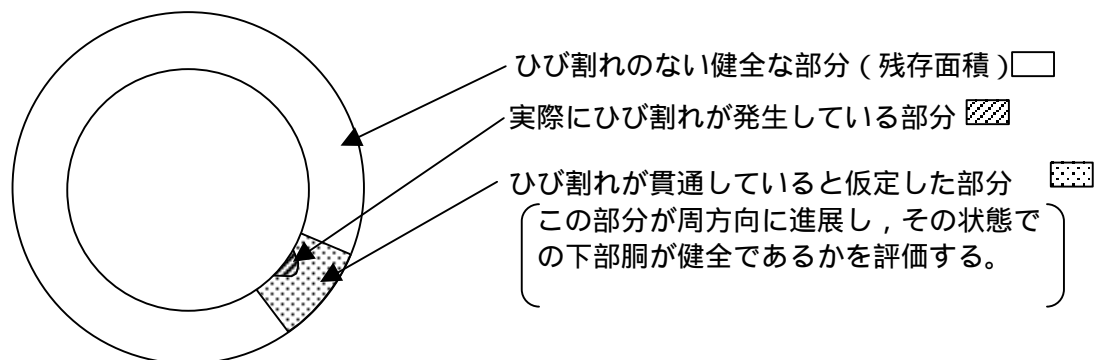 ひび割れのない健全な部分（残存面積）
実際にひび割れが発生している部分
ひび割れが貫通していると仮定した部分
この部分が周方向に進展し，その状態で
の下部胴が健全であるかを評価する。